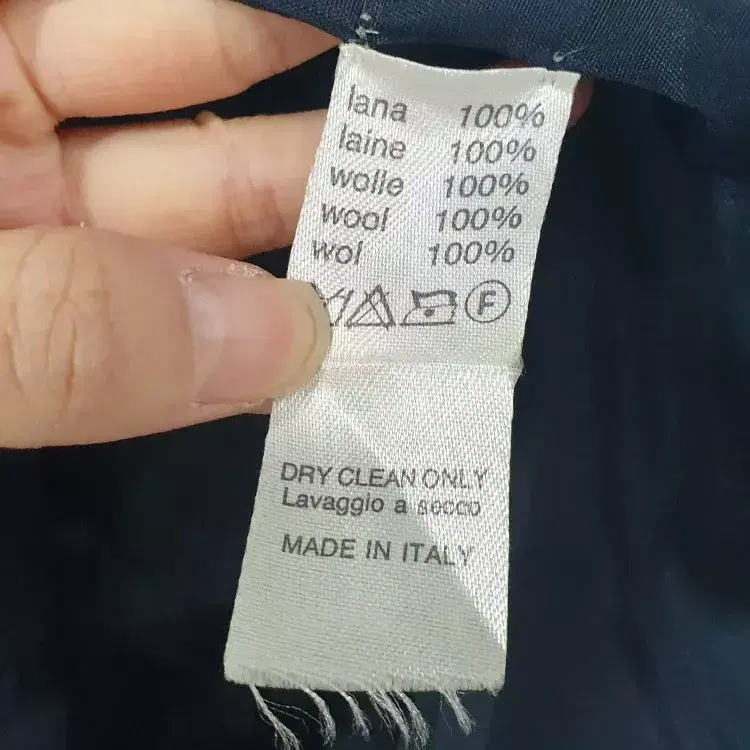 lana 100%
laine 100%
wolle 100%
wool 100%
wol 100%
F
DRY CLEAN ONLY
Lavaggio a secco
MADE IN ITALY